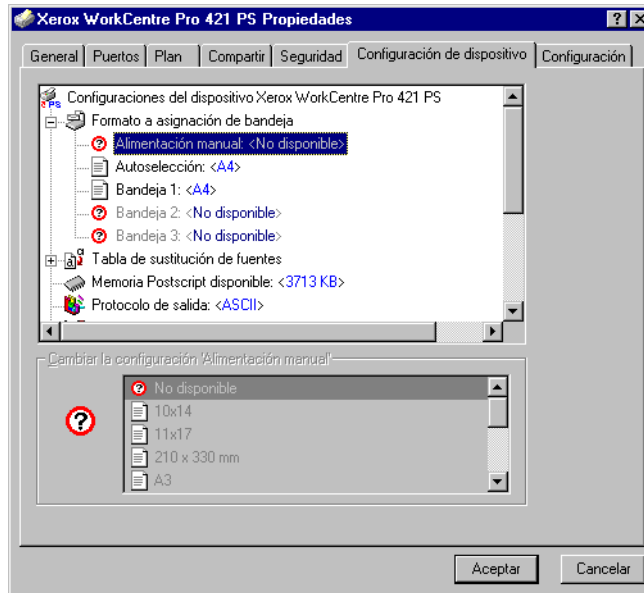 Xerox WorkCentre Pro 421 PS Propiedades
General Puertos Plan Compartir Seguridad Configuración de dispositivo Configuración
Configuraciones del dispositivo Xerox WorkCentre Pro 421 PS
Formato a asignación de bandeja
Alimentación manual: <No disponible>
Autoselección: <A4>
Bandeja 1: <A4>
Bandeja 2: <No disponible>
Bandeja 3: <No disponible>
Tabla de sustitución de fuentes
Memoria Postscript disponible: <3713 KB>
Protocolo de salida: <ASCII>
Cambiar la configuración 'Alimentación manual'
No disponible
10x14
11x17
210 x 330 mm
A3
Aceptar Cancelar